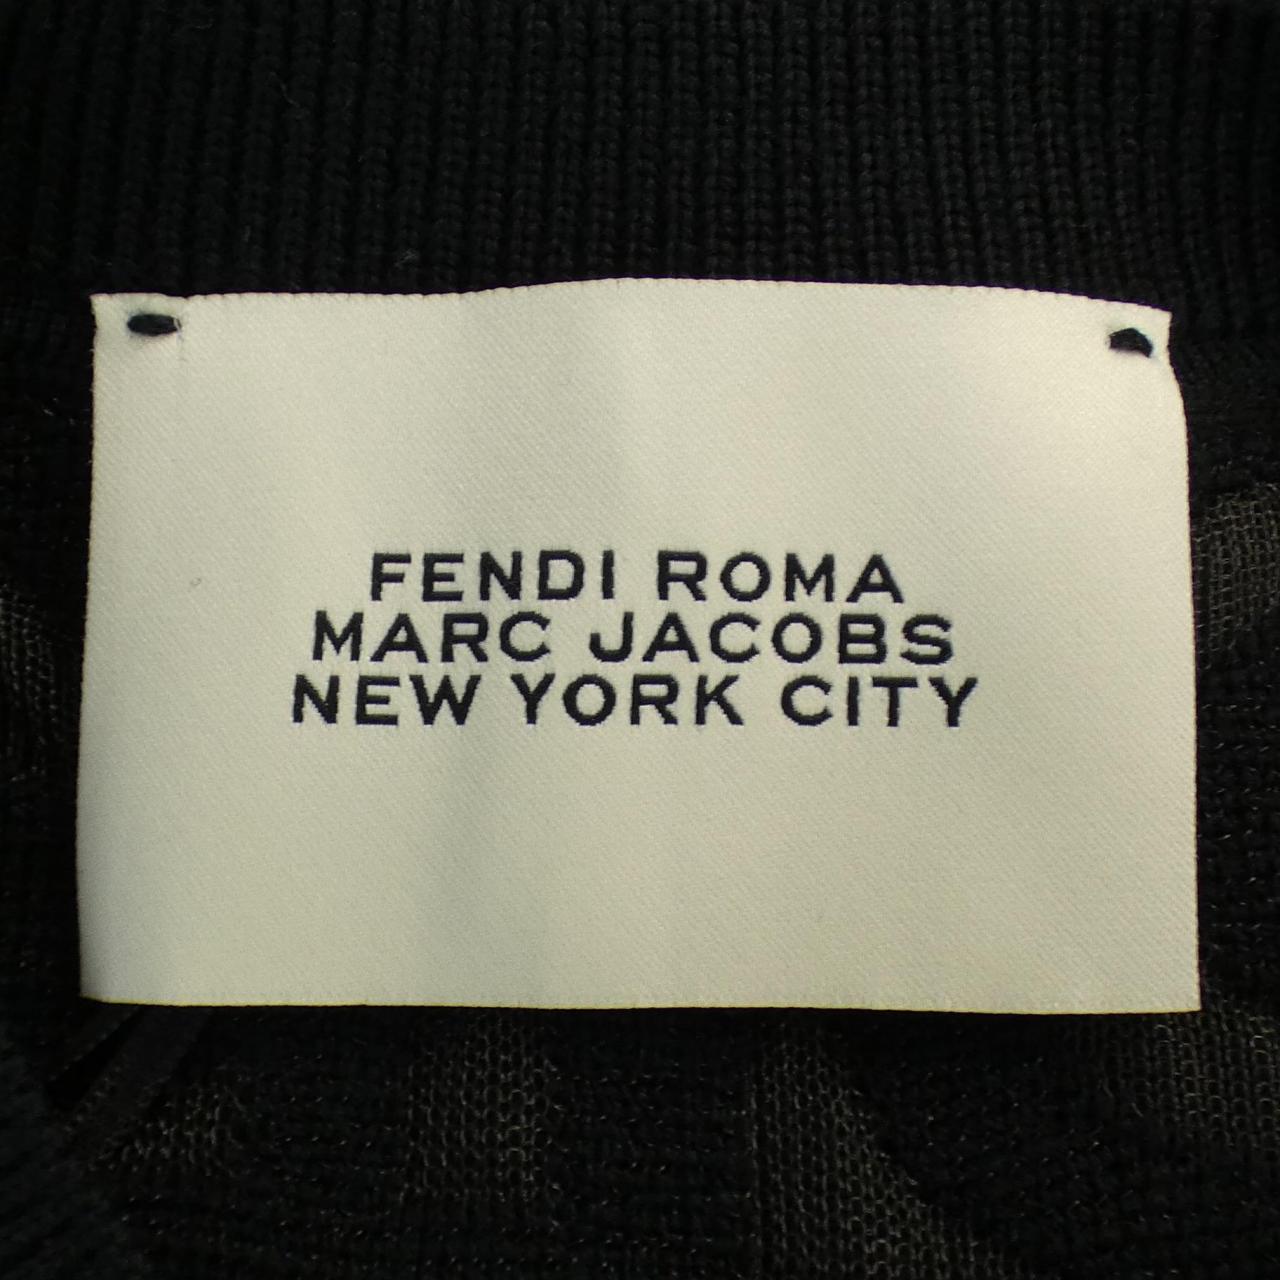 FENDI ROMA
MARC JACOBS
NEW YORK CITY